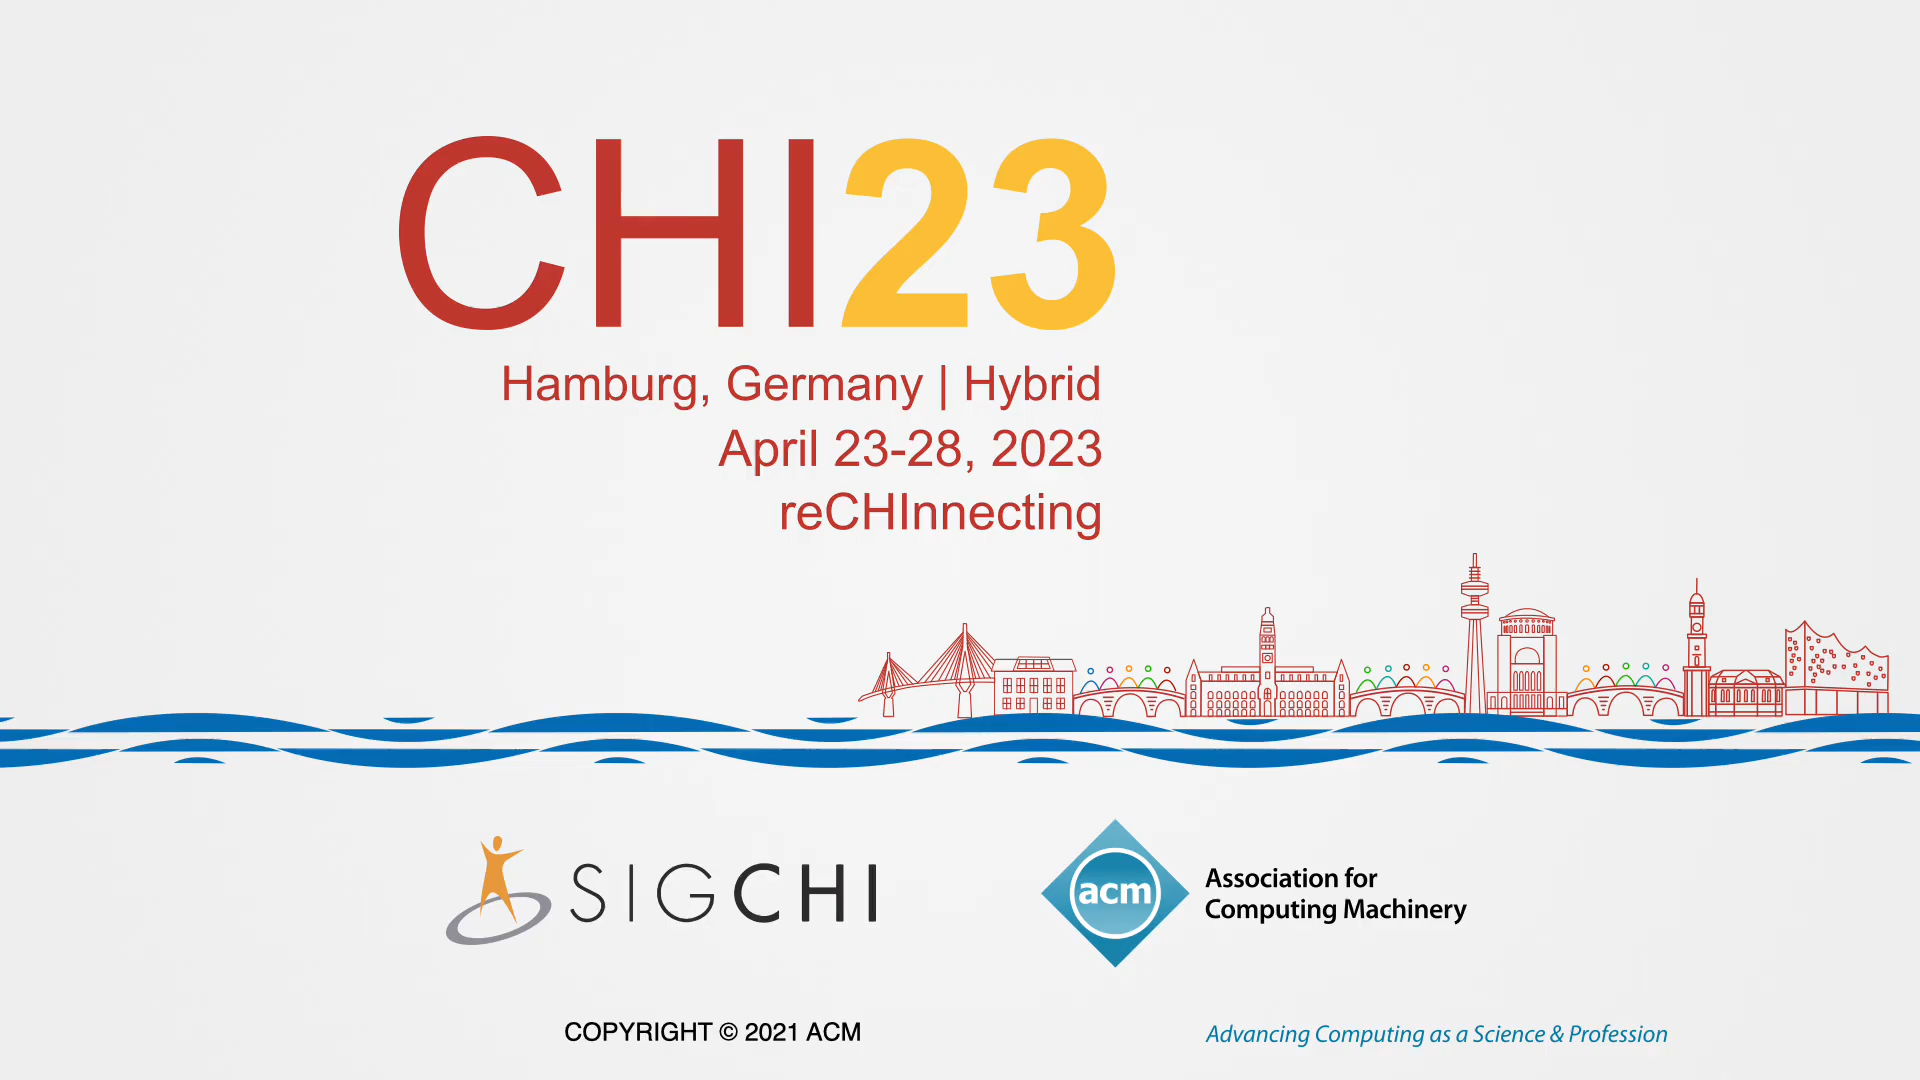 CHI23
Hamburg, Germany | Hybrid
April 23-28, 2023
reCHInnecting
SIGCHI
acm
Association for
Computing Machinery
COPYRIGHT © 2021 ACM
Advancing Computing as a Science & Profession